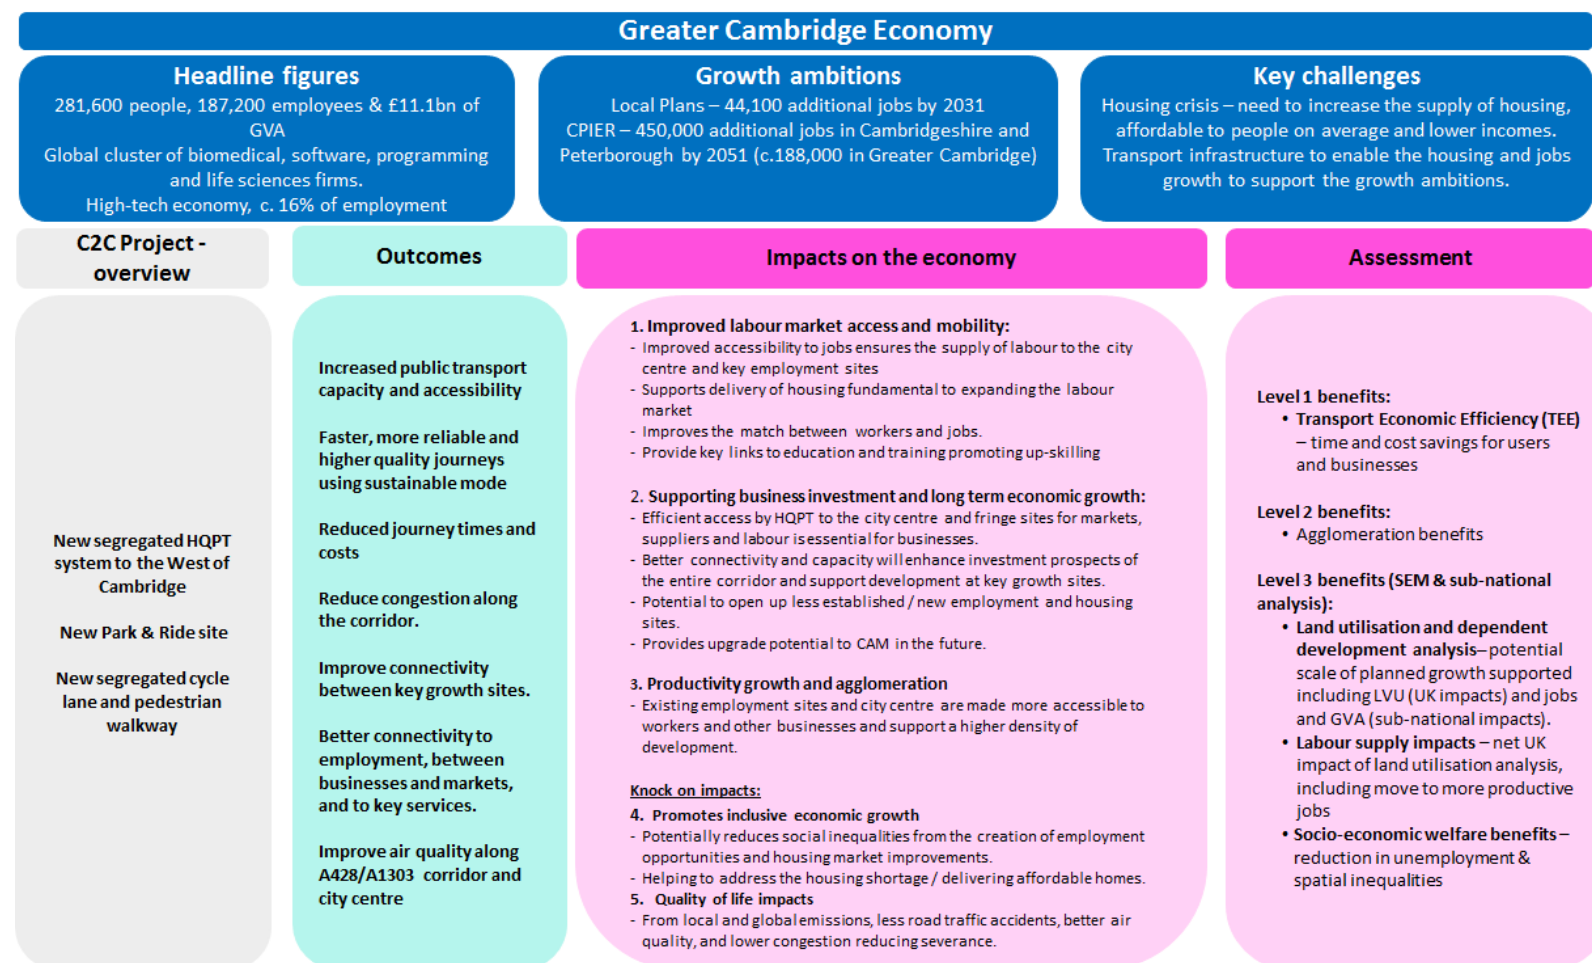 Greater Cambridge Economy
Headline figures
281,600 people, 187,200 employees & £11.1bn of
GVA
Global cluster of biomedical, software, programming
and life sciences firms.
High-tech economy, c. 16% of employment
Growth ambitions
Local Plans – 44,100 additional jobs by 2031
CPIER – 450,000 additional jobs in Cambridgeshire and
Peterborough by 2051 (c.188,000 in Greater Cambridge)
Key challenges
Housing crisis – need to increase the supply of housing,
affordable to people on average and lower incomes.
Transport infrastructure to enable the housing and jobs
growth to support the growth ambitions.
C2C Project -
overview
New segregated HQPT
system to the West of
Cambridge
New Park & Ride site
New segregated cycle
lane and pedestrian
walkway
Outcomes
Increased public transport
capacity and accessibility
Faster, more reliable and
higher quality journeys
using sustainable mode
Reduced journey times and
costs
Reduce congestion along
the corridor.
Improve connectivity
between key growth sites.
Better connectivity to
employment, between
businesses and markets,
and to key services.
Improve air quality along
A428/A1303 corridor and
city centre
Impacts on the economy
1. Improved labour market access and mobility:
- Improved accessibility to jobs ensures the supply of labour to the city
centre and key employment sites
- Supports delivery of housing fundamental to expanding the labour
market
- Improves the match between workers and jobs.
- Provide key links to education and training promoting up-skilling
2. Supporting business investment and long term economic growth:
- Efficient access by HQPT to the city centre and fringe sites for markets,
suppliers and labour is essential for businesses.
- Better connectivity and capacity will enhance investment prospects of
the entire corridor and support development at key growth sites.
- Potential to open up less established / new employment and housing
sites.
- Provides upgrade potential to CAM in the future.
3. Productivity growth and agglomeration
- Existing employment sites and city centre are made more accessible to
workers and other businesses and support a higher density of
development.
Knock on impacts:
4. Promotes inclusive economic growth
- Potentially reduces social inequalities from the creation of employment
opportunities and housing market improvements.
- Helping to address the housing shortage / delivering affordable homes.
5. Quality of life impacts
- From local and global emissions, less road traffic accidents, better air
quality, and lower congestion reducing severance.
Assessment
Level 1 benefits:
• Transport Economic Efficiency (TEE)
– time and cost savings for users
and businesses
Level 2 benefits:
• Agglomeration benefits
Level 3 benefits (SEM & sub-national
analysis):
• Land utilisation and dependent
development analysis– potential
scale of planned growth supported
including LVU (UK impacts) and jobs
and GVA (sub-national impacts).
• Labour supply impacts – net UK
impact of land utilisation analysis,
including move to more productive
jobs
• Socio-economic welfare benefits –
reduction in unemployment &
spatial inequalities